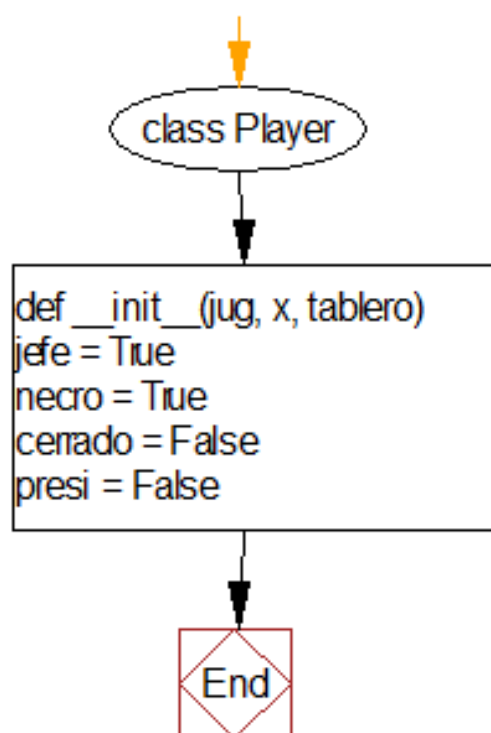 class Player
def __init__(jug, x, tablero)
jefe = True
necro = True
cerrado = False
presi = False
End